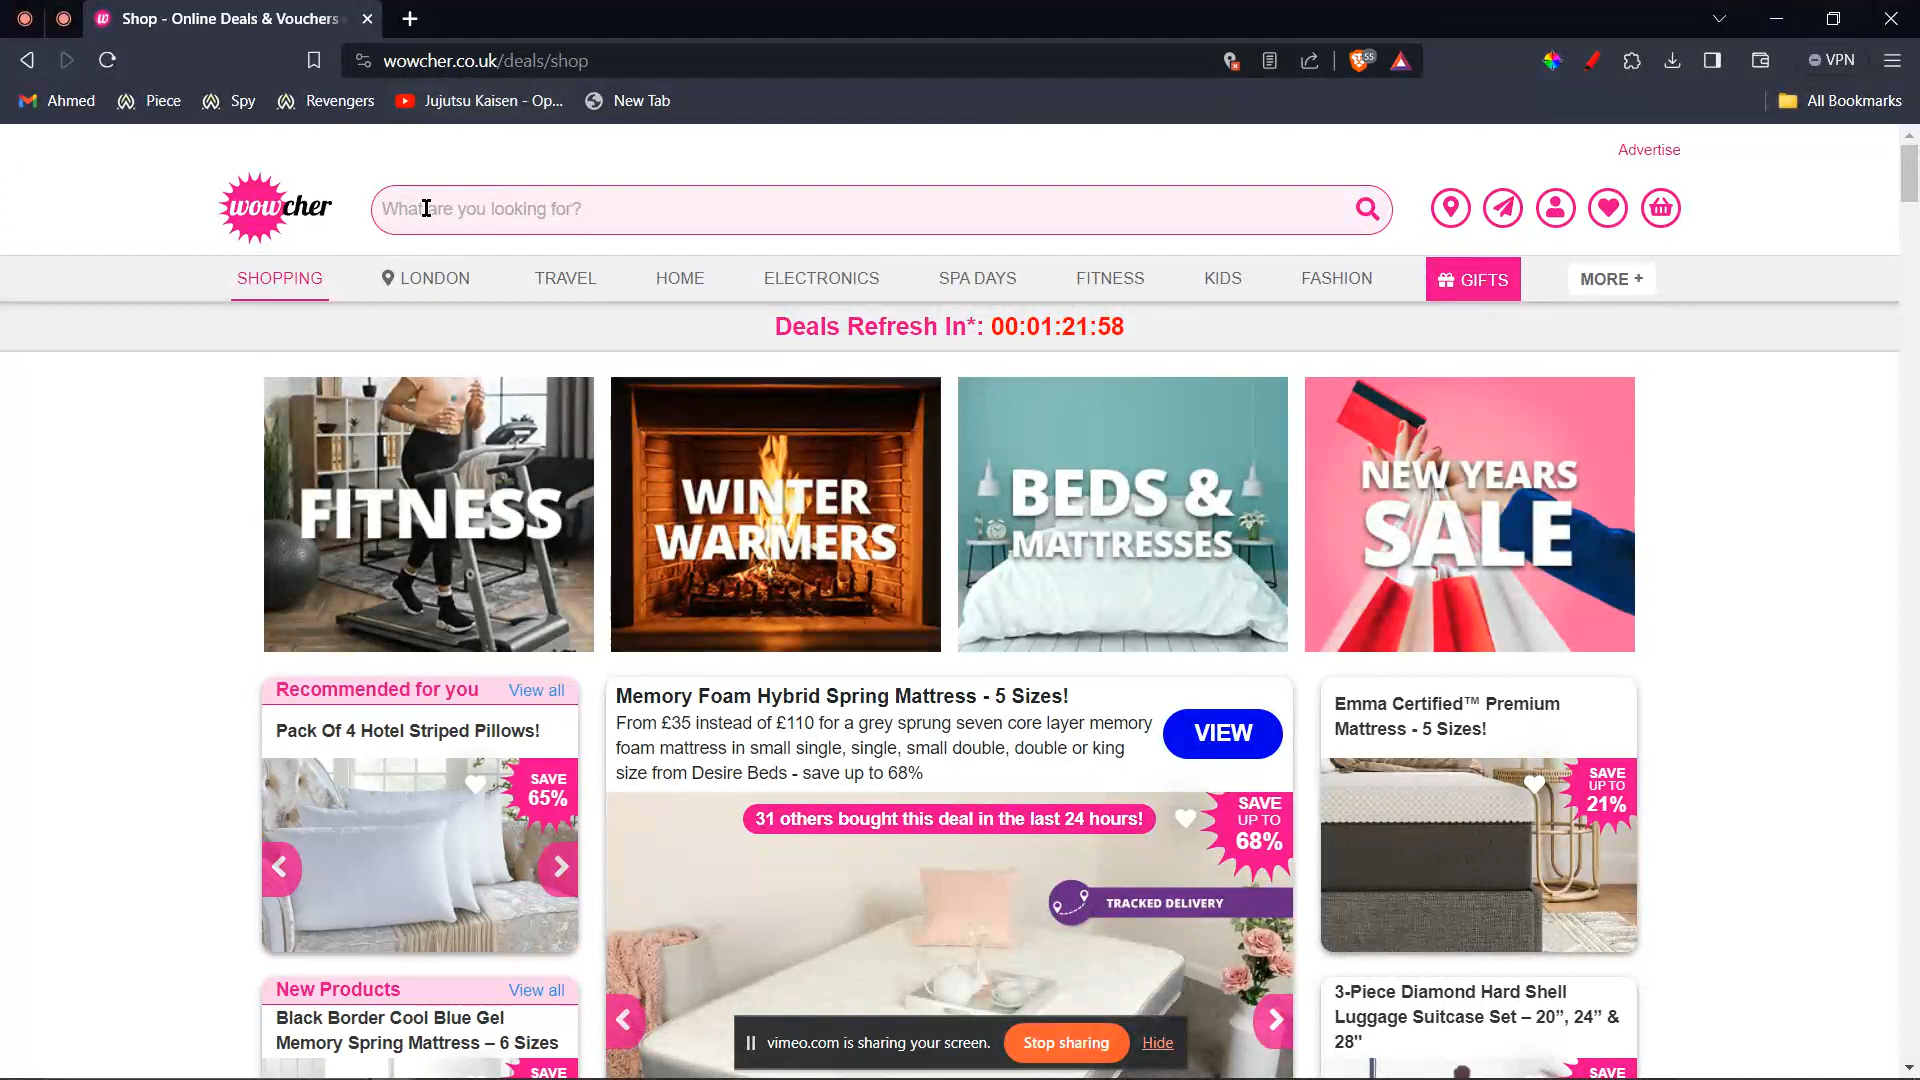 Shop - Online Deals & Vouchers
wowcher.co.uk/deals/shop
55
VPN
Ahmed
Piece
Spy
Revengers
Jujutsu Kaisen - Op...
New Tab
All Bookmarks
Advertise
wowcher
What are you looking for?
SHOPPING
LONDON
TRAVEL
HOME
ELECTRONICS
SPA DAYS
FITNESS
KIDS
FASHION
GIFTS
MORE +
Deals Refresh In*: 00:01:21:58
FITNESS
WINTER
WARMERS
BEDS &
MATTRESSES
NEW YEARS
SALE
Recommended for you
View all
Pack Of 4 Hotel Striped Pillows!
SAVE
65%
New Products
View all
Black Border Cool Blue Gel
Memory Spring Mattress – 6 Sizes
SAVE
Memory Foam Hybrid Spring Mattress - 5 Sizes!
From £35 instead of £110 for a grey sprung seven core layer memory
foam mattress in small single, single, small double, double or king
size from Desire Beds - save up to 68%
VIEW
31 others bought this deal in the last 24 hours!
SAVE
UP TO
68%
TRACKED DELIVERY
Emma Certified™ Premium
Mattress - 5 Sizes!
SAVE
UP TO
21%
3-Piece Diamond Hard Shell
Luggage Suitcase Set – 20”, 24” &
28"
SAVE
vimeo.com is sharing your screen.
Stop sharing
Hide